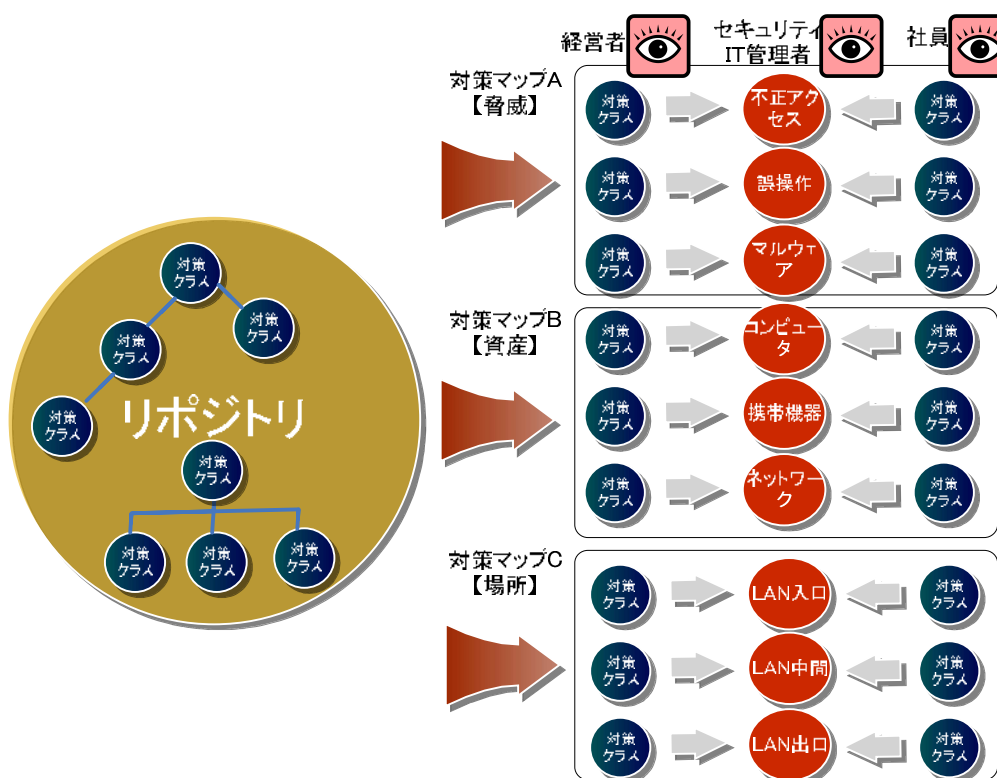 経営者
セキュリティ
IT管理者
社員
対策マップA
【脅威】
対策
クラス
不正アク
セス
対策
クラス
対策
クラス
誤操作
対策
クラス
対策
クラス
マルウェ
ア
対策
クラス
対策マップB
【資産】
対策
クラス
コンピュー
タ
対策
クラス
対策
クラス
携帯機器
対策
クラス
対策
クラス
ネットワー
ク
対策
クラス
対策マップC
【場所】
対策
クラス
LAN入口
対策
クラス
対策
クラス
LAN中間
対策
クラス
対策
クラス
LAN出口
対策
クラス
リポジトリ
対策
クラス
対策
クラス
対策
クラス
対策
クラス
対策
クラス
対策
クラス
対策
クラス
対策
クラス